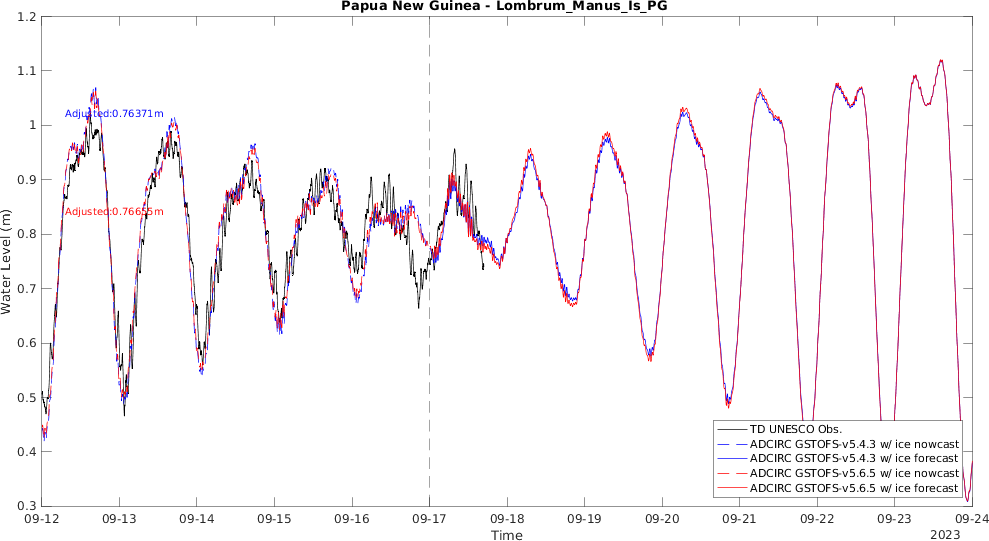 Papua New Guinea - Lombrum_Manus_Is_PG
1.2
1.1
1
0.9
0.8
0.7
0.6
0.5
0.4
0.3
Water Level (m)
Adjusted:0.76371m
Adjusted:0.76655m
TD UNESCO Obs.
ADCIRC GSTOFS-v5.4.3 w/ ice nowcast
ADCIRC GSTOFS-v5.4.3 w/ ice forecast
ADCIRC GSTOFS-v5.6.5 w/ ice nowcast
ADCIRC GSTOFS-v5.6.5 w/ ice forecast
09-12 09-13 09-14 09-15 09-16 09-17 09-18 09-19 09-20 09-21 09-22 09-23 09-24
Time
2023